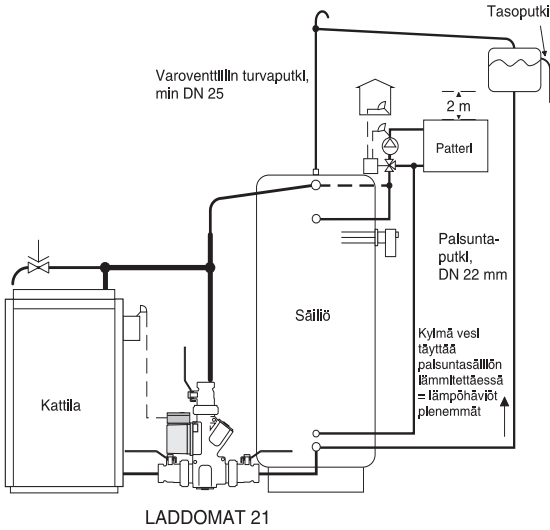 Tasoputki
Varoventtiilin turvaputki,
min DN 25
2 m
Patteri
Paisunta-
putki,
DN 22 mm
Säiliö
Kylmä vesi
täyttää
paisuntasäiliön
lämmitettäessä
= lämpöhäviöt
pienemmät
Kattila
LADDOMAT 21